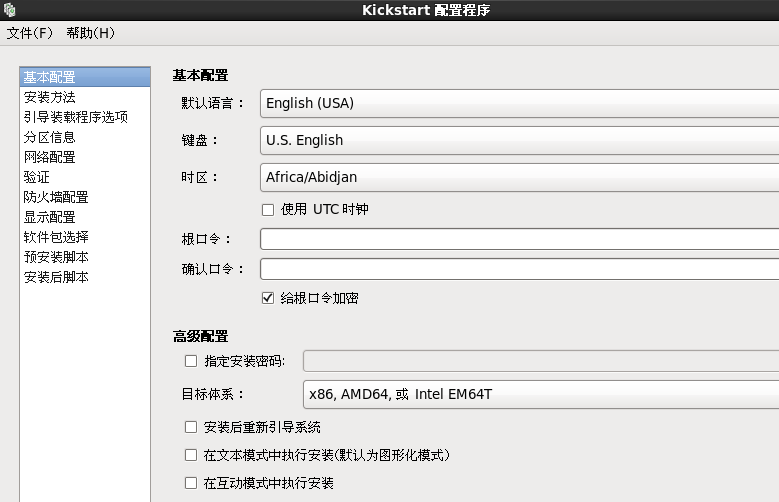 Kickstart 配置程序
文件(F) 帮助(H)
基本配置
安装方法
引导装载程序选项
分区信息
网络配置
验证
防火墙配置
显示配置
软件包选择
预安装脚本
安装后脚本
基本配置
默认语言： English (USA)
键盘： U.S. English
时区： Africa/Abidjan
使用 UTC 时钟
根口令：
确认口令：
给根口令加密
高级配置
指定安装密码:
目标体系： x86, AMD64, 或 Intel EM64T
安装后重新引导系统
在文本模式中执行安装(默认为图形化模式)
在互动模式中执行安装